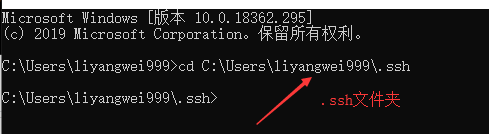 Microsoft Windows [版本 10.0.18362.295]
(c) 2019 Microsoft Corporation。保留所有权利。
C:\Users\liyangwei999>cd C:\Users\liyangwei999\.ssh
C:\Users\liyangwei999\.ssh>
.ssh文件夹